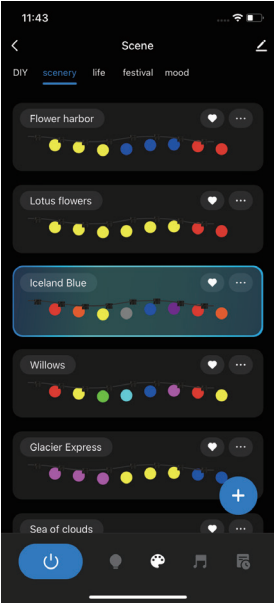 11:43
Scene
DIY scenery life festival mood
Flower harbor
Lotus flowers
Iceland Blue
Willows
Glacier Express
Sea of clouds